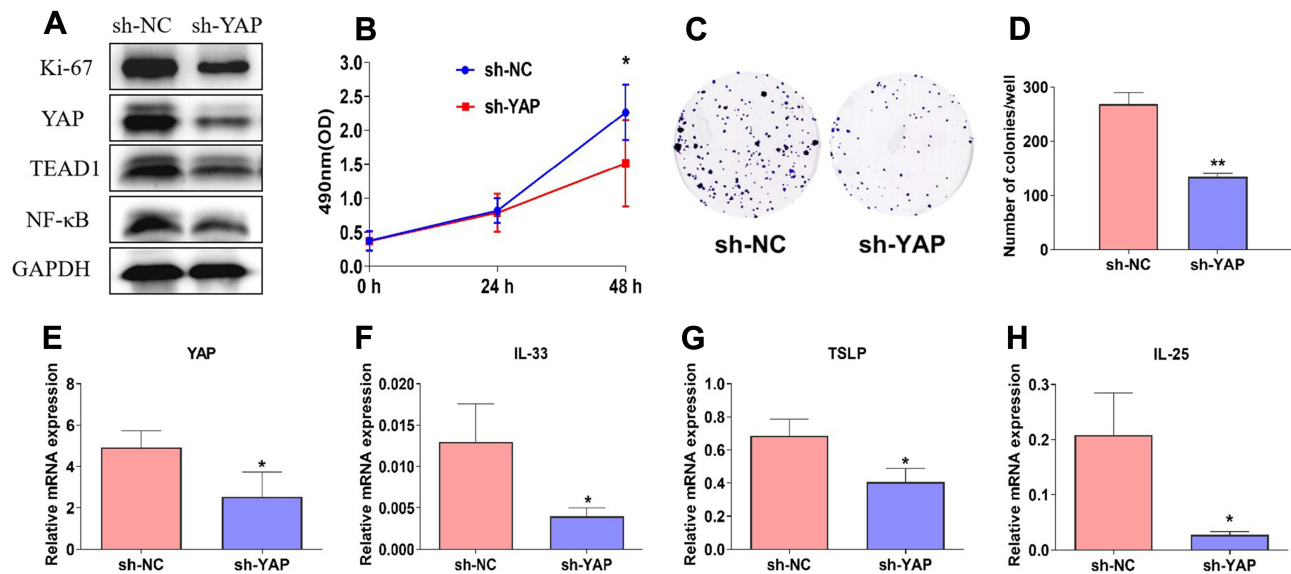 A
sh-NC sh-YAP
Ki-67
YAP
TEAD1
NF-κB
GAPDH
B
490nm(OD)
3.0
2.5
2.0
1.5
1.0
0.5
0.0
sh-NC
sh-YAP
*
0 h 24 h 48 h
C
sh-NC sh-YAP
D
Number of colonies/well
300
200
100
0
**
sh-NC sh-YAP
E
YAP
Relative mRNA expression
8
6
4
2
0
*
sh-NC sh-YAP
F
IL-33
Relative mRNA expression
0.020
0.015
0.010
0.005
0.000
*
sh-NC sh-YAP
G
TSLP
Relative mRNA expression
1.0
0.8
0.6
0.4
0.2
0.0
*
sh-NC sh-YAP
H
IL-25
Relative mRNA expression
0.3
0.2
0.1
0.0
*
sh-NC sh-YAP